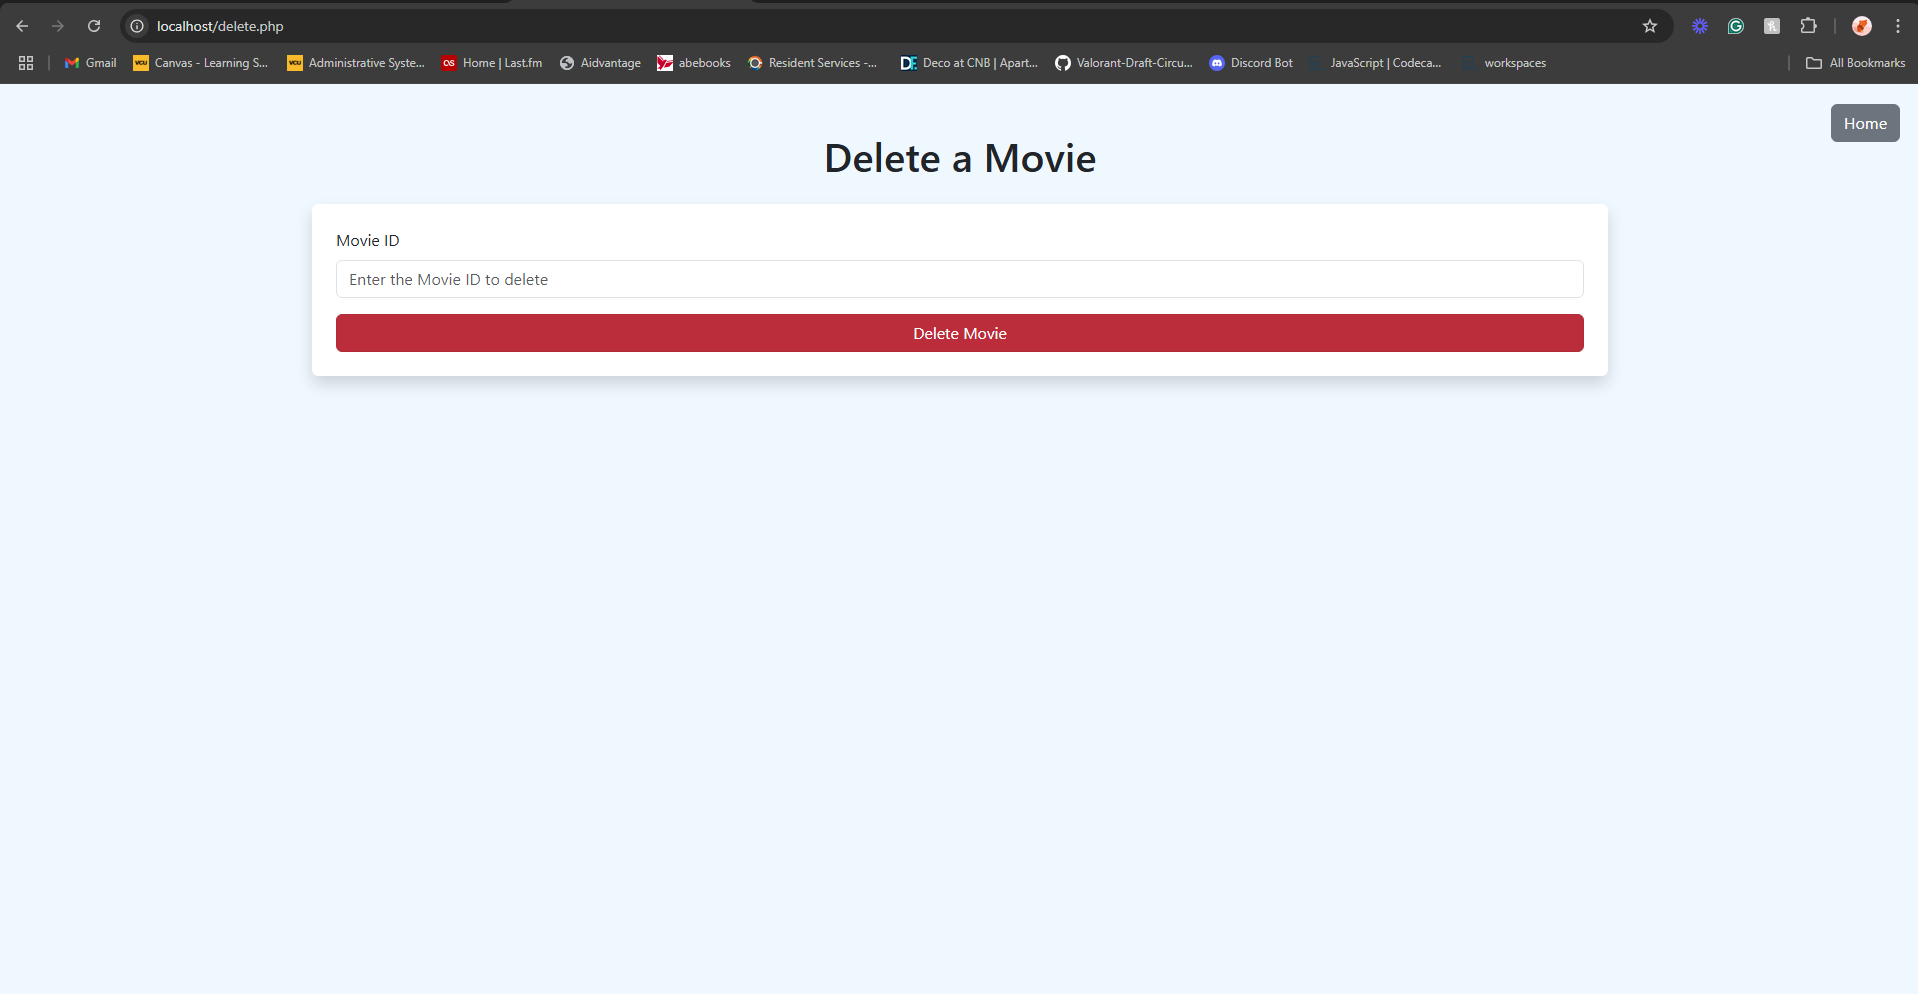 localhost/delete.php
Gmail
Canvas - Learning S...
Administrative Syste...
Home | Last.fm
Aidvantage
abebooks
Resident Services -...
Deco at CNB | Apart...
Valorant-Draft-Circu...
Discord Bot
JavaScript | Codeca...
workspaces
All Bookmarks
Home
Delete a Movie
Movie ID
Enter the Movie ID to delete
Delete Movie